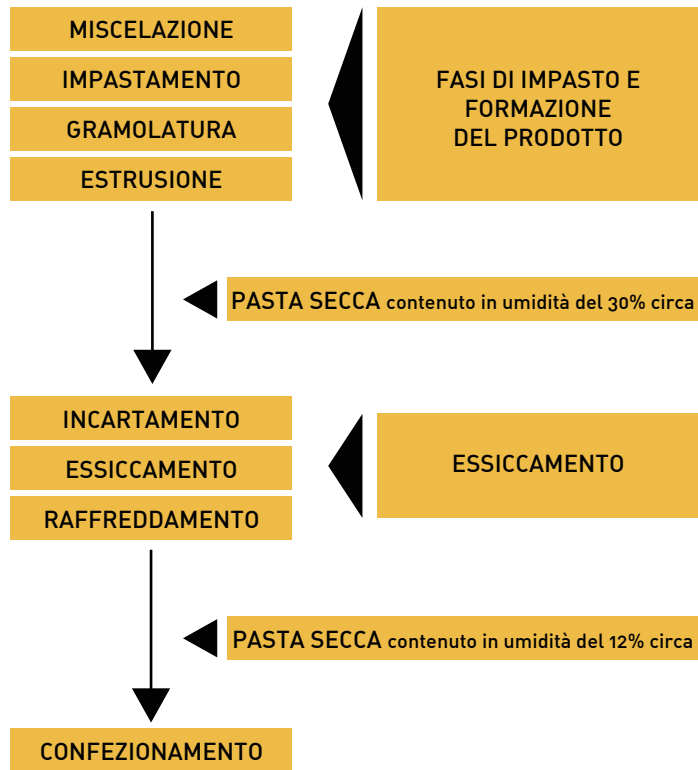 MISCELAZIONE
IMPASTAMENTO
GRAMOLATURA
ESTRUSIONE
FASI DI IMPASTO E
FORMAZIONE
DEL PRODOTTO
PASTA SECCA contenuto in umidità del 30% circa
INCARTAMENTO
ESSICCAMENTO
RAFFREDDAMENTO
ESSICCAMENTO
PASTA SECCA contenuto in umidità del 12% circa
CONFEZIONAMENTO